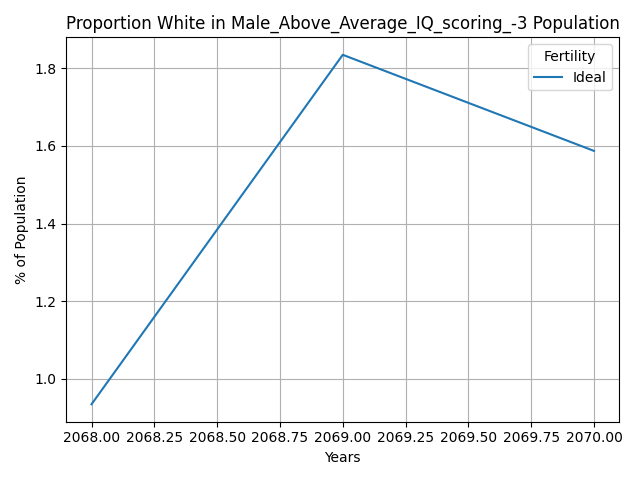 Proportion White in Male_Above_Average_IQ_scoring_-3 Population
Fertility
Ideal
1.8
1.6
1.4
1.2
1.0
% of Population
2068.00 2068.25 2068.50 2068.75 2069.00 2069.25 2069.50 2069.75 2070.00
Years